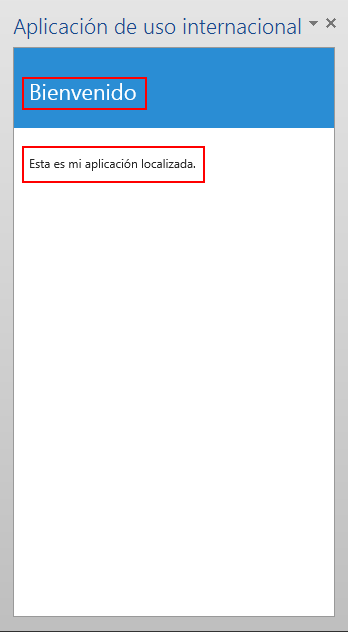 Aplicación de uso internacional
Bienvenido
Esta es mi aplicación localizada.